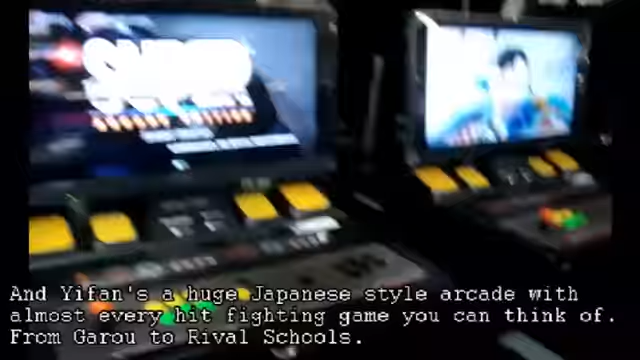 SUPER
And Yifan's a huge Japanese style arcade with
almost every hit fighting game you can think of.
From Garou to Rival Schools.